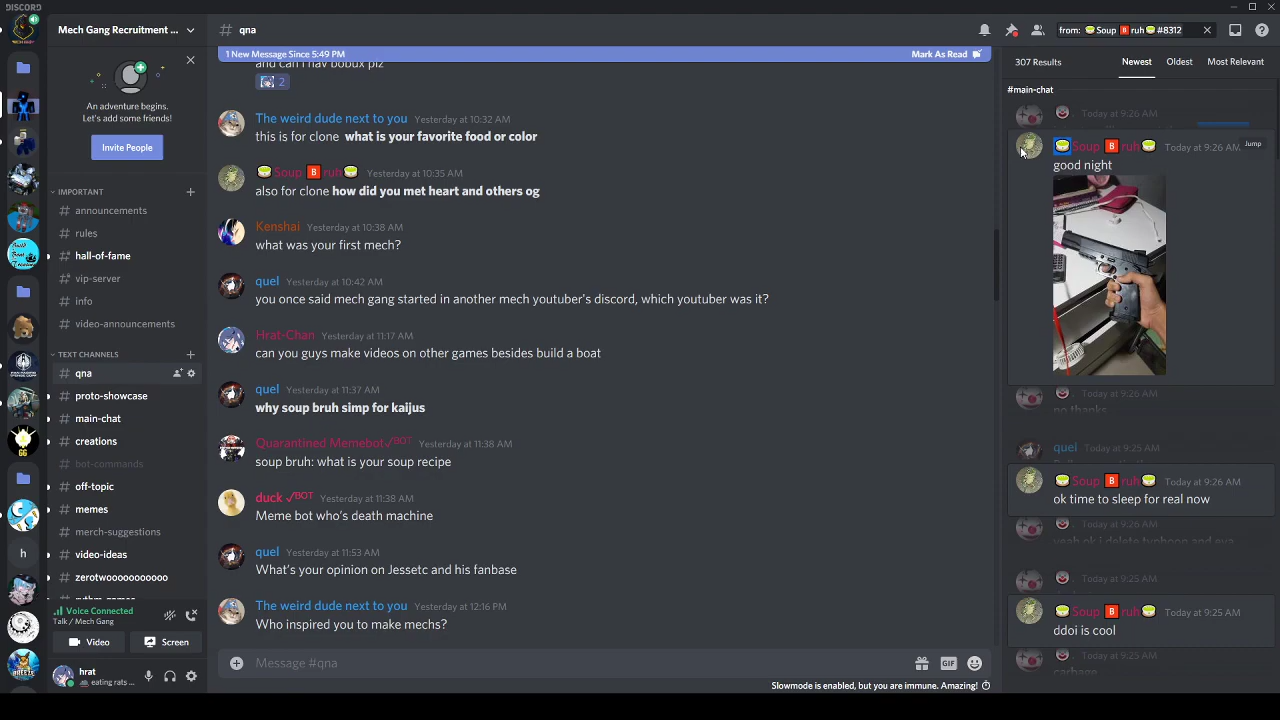 DISCORD
Mech Gang Recruitment ...
# qna
from: Soup B ruh #8312
1 New Message Since 5:49 PM
Mark As Read
307 Results
Newest
Oldest
Most Relevant
An adventure begins.
Let's add some friends!
Invite People
IMPORTANT
# announcements
# rules
# hall-of-fame
# vip-server
# info
# video-announcements
TEXT CHANNELS
# qna
# proto-showcase
# main-chat
# creations
# bot-commands
# off-topic
# memes
# merch-suggestions
# video-ideas
# zerotwooooooooooo
# rythm-games
Voice Connected
Talk / Mech Gang
Video
Screen
hrat
eating rats ...
GG
h
BREEZE
and can i hav bobux plz
2
The weird dude next to you Yesterday at 10:32 AM
this is for clone what is your favorite food or color
Soup B ruh Yesterday at 10:35 AM
also for clone how did you met heart and others og
Kenshai Yesterday at 10:38 AM
what was your first mech?
quel Yesterday at 10:42 AM
you once said mech gang started in another mech youtuber's discord, which youtuber was it?
Hrat-Chan Yesterday at 11:17 AM
can you guys make videos on other games besides build a boat
quel Yesterday at 11:37 AM
why soup bruh simp for kaijus
Quarantined Memebot√ᴮᴼᵀ Yesterday at 11:38 AM
soup bruh: what is your soup recipe
duck √ᴮᴼᵀ Yesterday at 11:38 AM
Meme bot who's death machine
quel Yesterday at 11:53 AM
What's your opinion on Jessetc and his fanbase
The weird dude next to you Yesterday at 12:16 PM
Who inspired you to make mechs?
Message #qna
GIF
Slowmode is enabled, but you are immune. Amazing!
#main-chat
Today at 9:26 AM
Soup B ruh Today at 9:26 AM
Jump
good night
Today at 9:26 AM
no thanks
quel Today at 9:25 AM
Soup B ruh Today at 9:26 AM
ok time to sleep for real now
Today at 9:26 AM
yeah ok i delete typhoon and eva
Today at 9:25 AM
Soup B ruh Today at 9:25 AM
ddoi is cool
Today at 9:25 AM
garbage